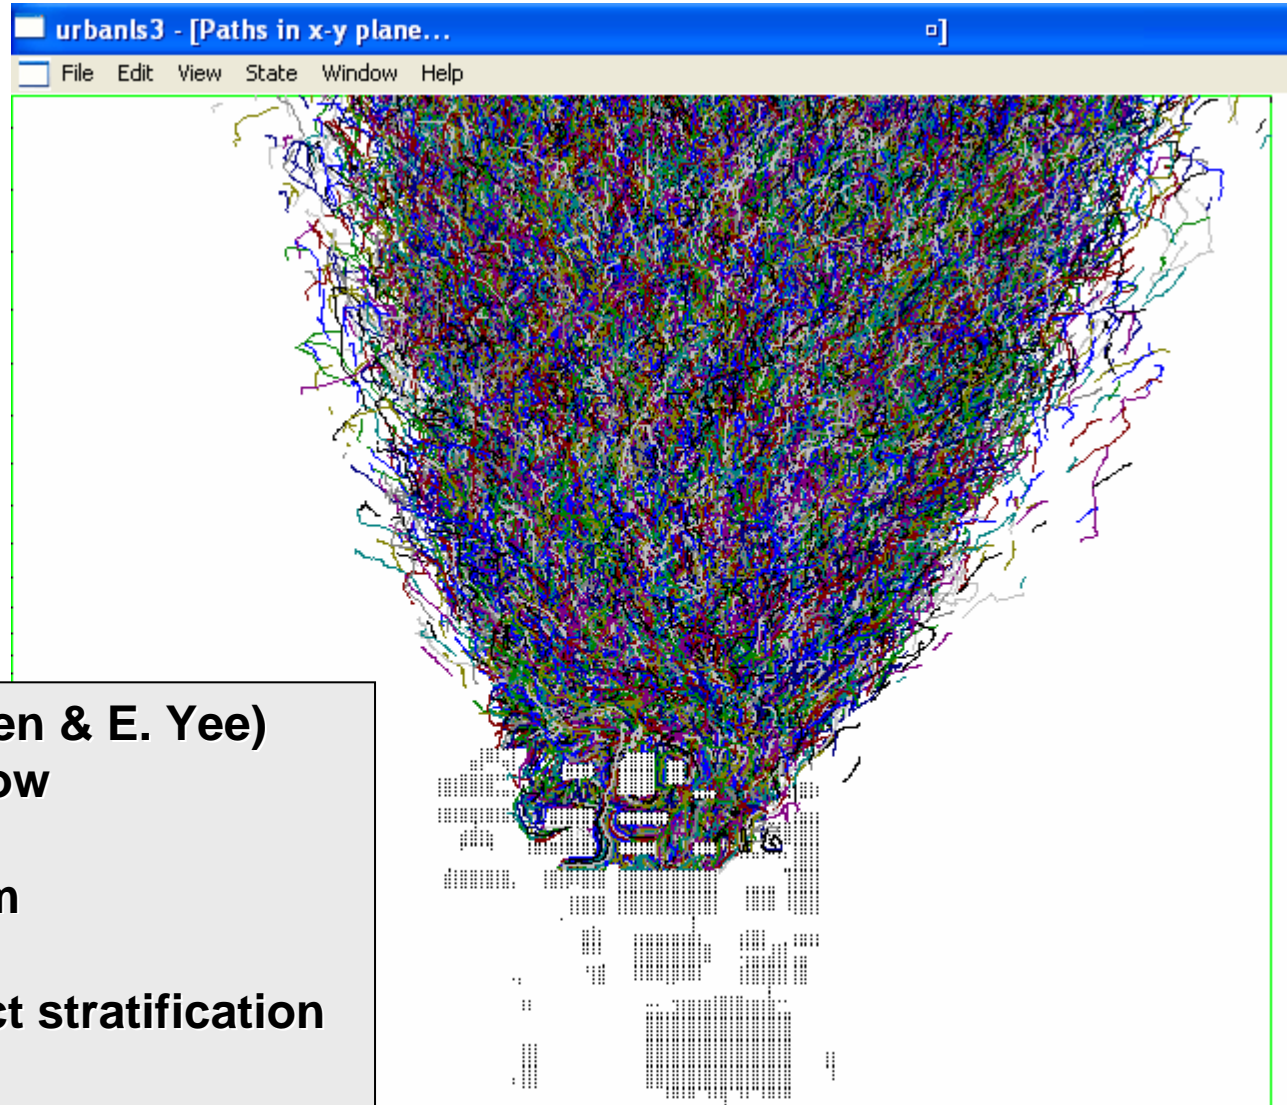 urbanls3 - [Paths in x-y plane... ]
File Edit View State Window Help
en & E. Yee)
ow
m
ct stratification